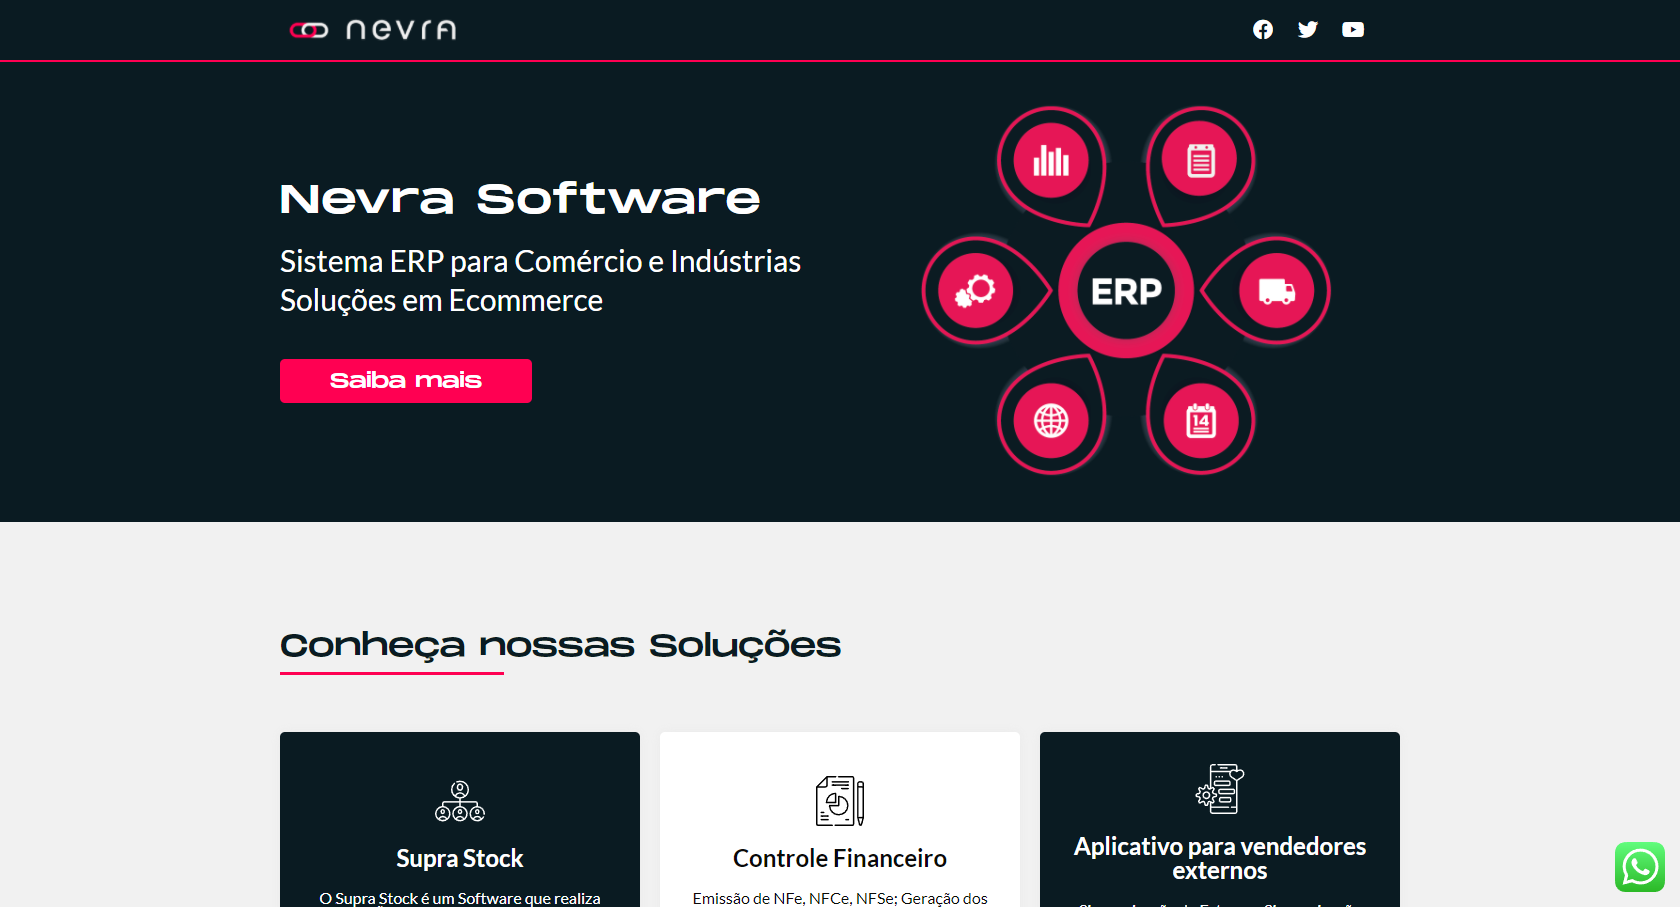 nevra
Nevra Software
Sistema ERP para Comércio e Indústrias
Soluções em Ecommerce
Saiba mais
ERP
14
Conheça nossas Soluções
Supra Stock
O Supra Stock é um Software que realiza
Controle Financeiro
Emissão de NFe, NFCe, NFSe; Geração dos
Aplicativo para vendedores
externos